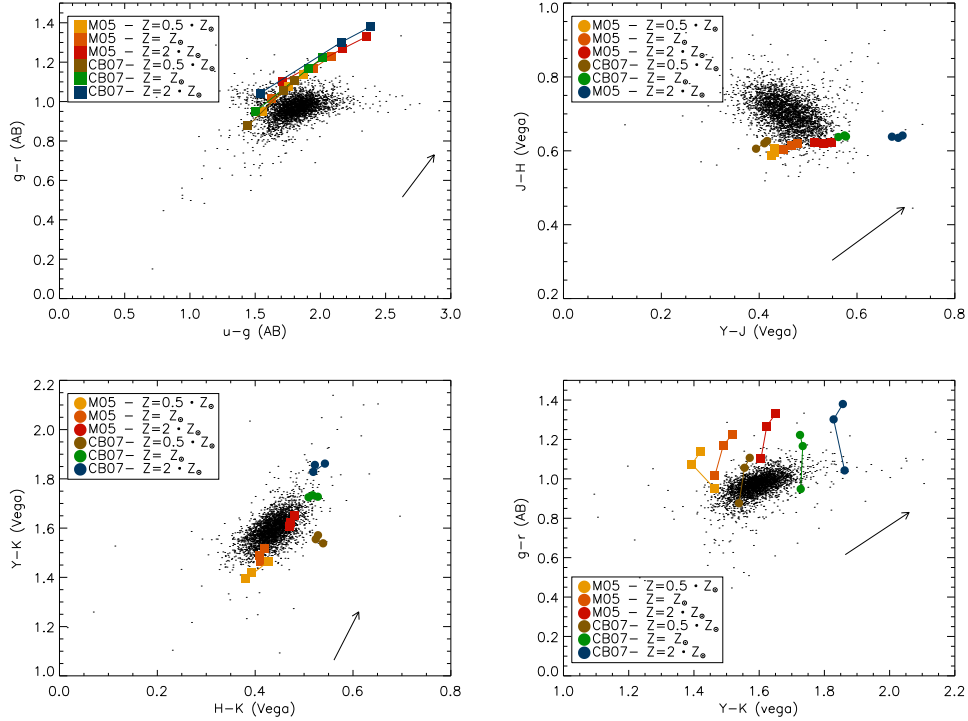 1.4
1.2
1.0
0.8
0.6
0.4
0.2
0.0
g−r (AB)
M05 − Z=0.5·Z⊙
M05 − Z= Z⊙
M05 − Z=2·Z⊙
CB07− Z=0.5·Z⊙
CB07− Z= Z⊙
CB07− Z=2·Z⊙
0.0 0.5 1.0 1.5 2.0 2.5 3.0
u−g (AB)
1.0
0.8
0.6
0.4
0.2
J−H (Vega)
M05 − Z=0.5·Z⊙
M05 − Z= Z⊙
M05 − Z=2·Z⊙
CB07− Z=0.5·Z⊙
CB07− Z= Z⊙
CB07− Z=2·Z⊙
0.0 0.2 0.4 0.6 0.8
Y−J (Vega)
2.2
2.0
1.8
1.6
1.4
1.2
1.0
Y−K (Vega)
M05 − Z=0.5·Z⊙
M05 − Z= Z⊙
M05 − Z=2·Z⊙
CB07− Z=0.5·Z⊙
CB07− Z= Z⊙
CB07− Z=2·Z⊙
0.0 0.2 0.4 0.6 0.8
H−K (Vega)
1.4
1.2
1.0
0.8
0.6
0.4
0.2
0.0
g−r (AB)
M05 − Z=0.5·Z⊙
M05 − Z= Z⊙
M05 − Z=2·Z⊙
CB07− Z=0.5·Z⊙
CB07− Z= Z⊙
CB07− Z=2·Z⊙
1.0 1.2 1.4 1.6 1.8 2.0 2.2
Y−K (vega)